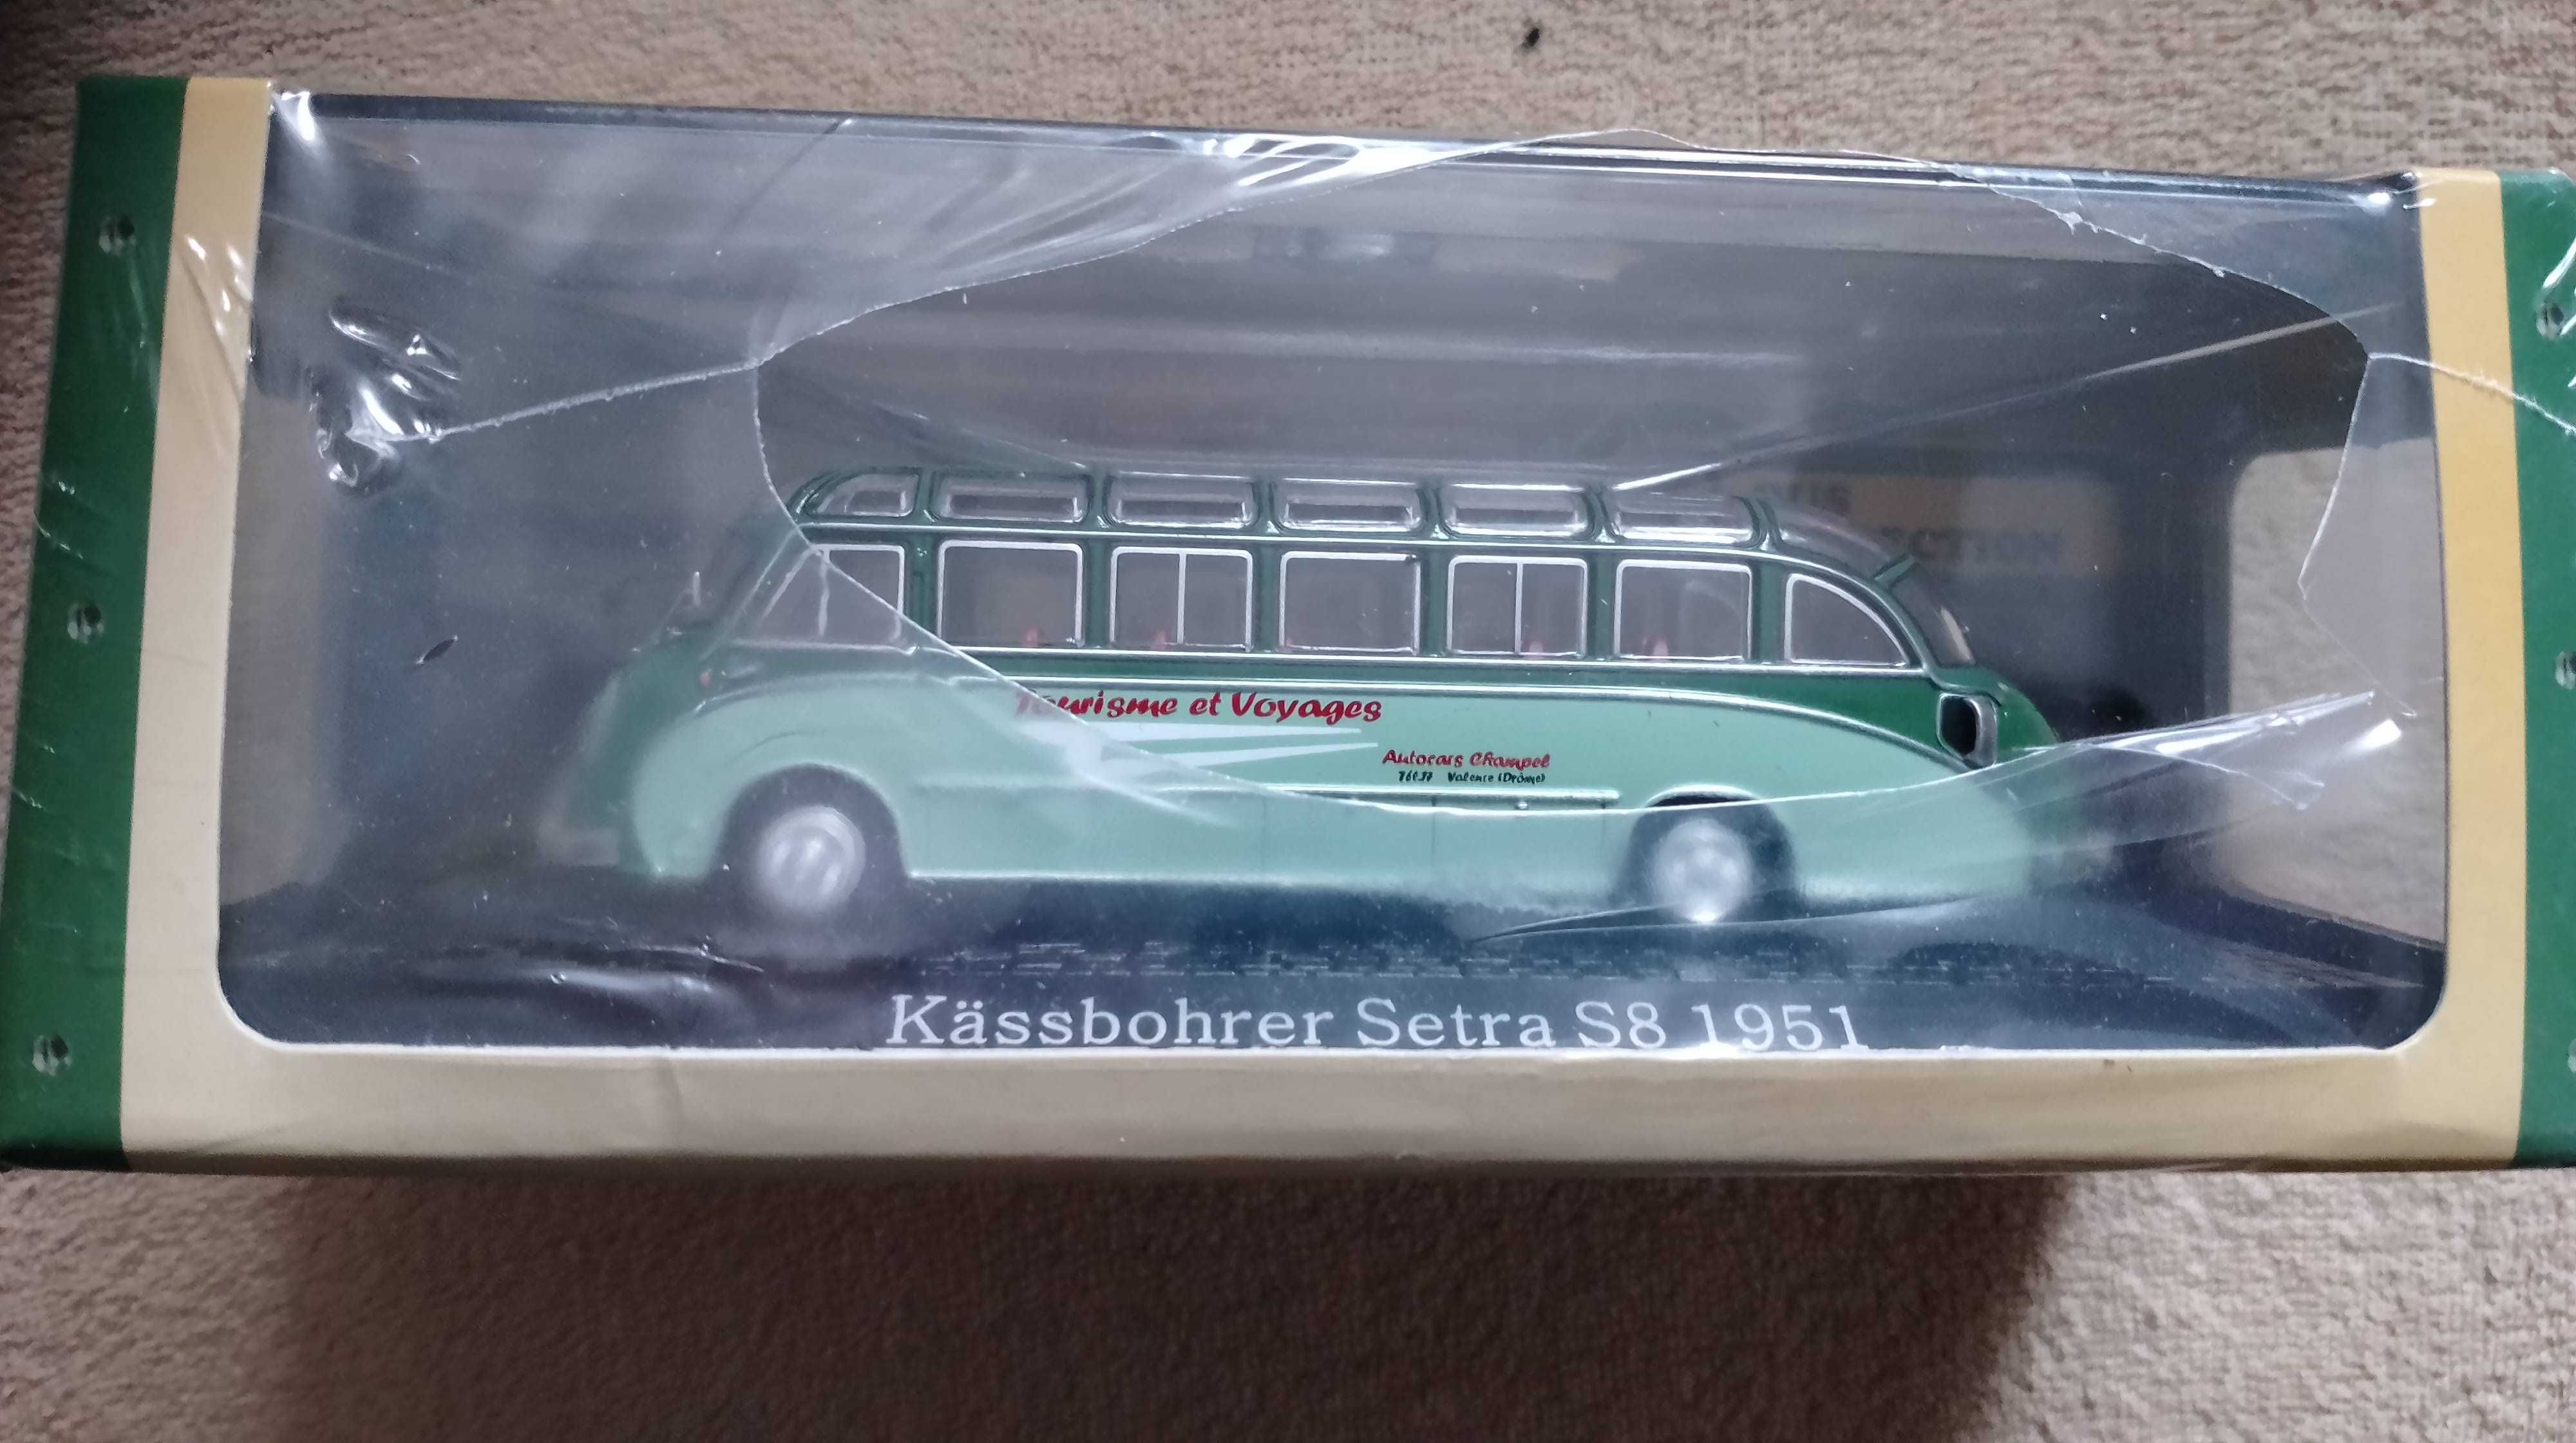 Tourisme et Voyages
Autocars Champel
Valence (Drôme)
Kässbohrer Setra S8 1951